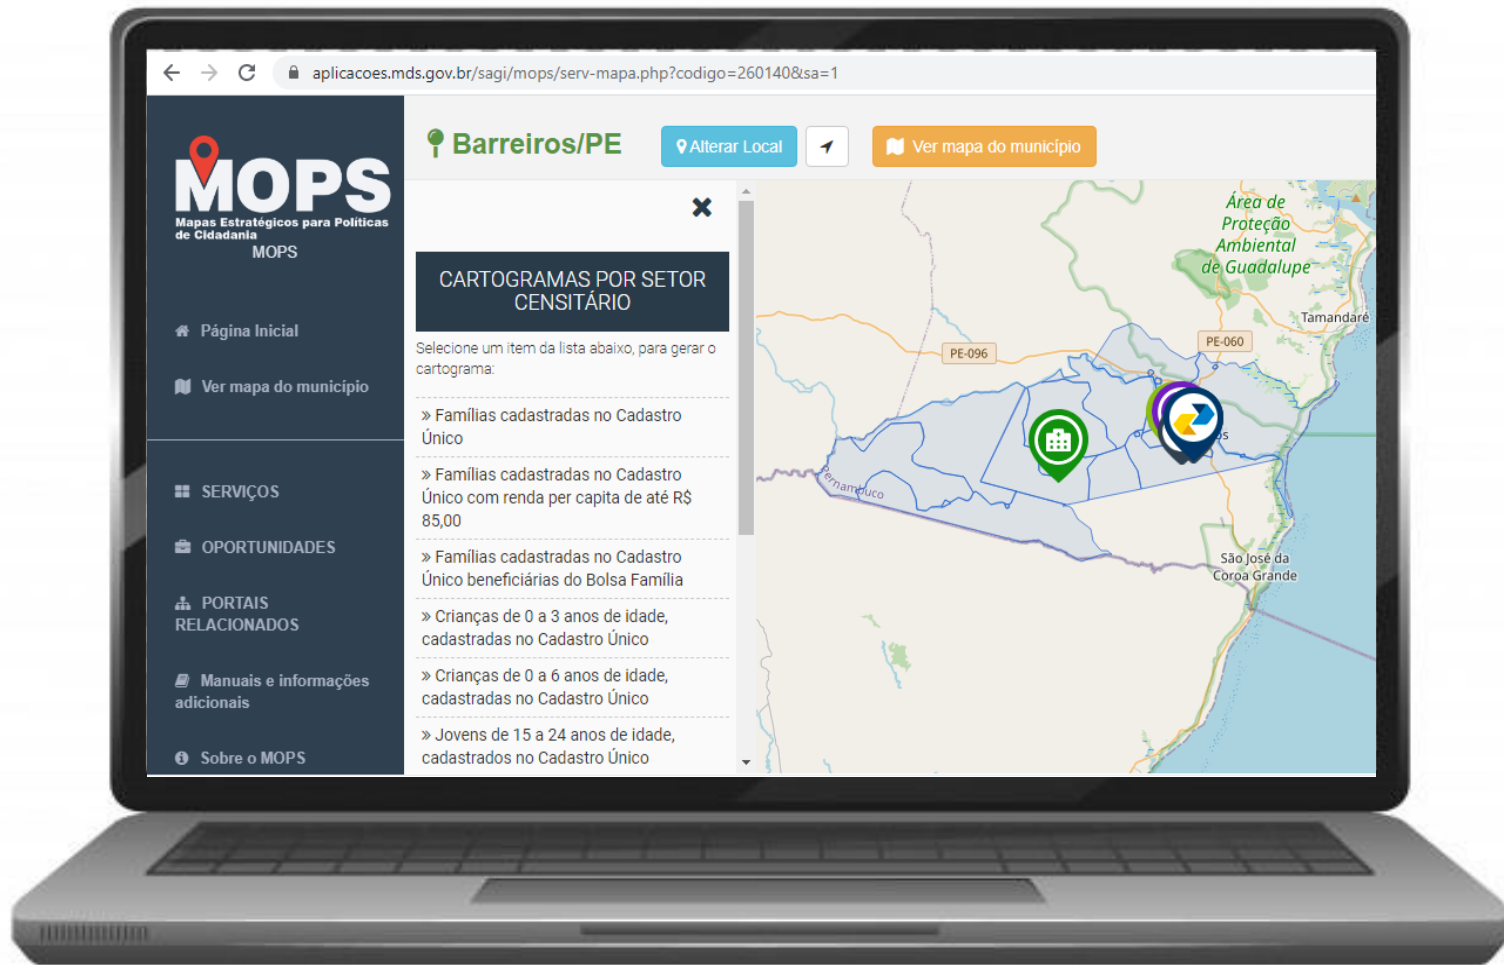 aplicacoes.mds.gov.br/sagi/mops/serv-mapa.php?codigo=260140&sa=1
MOPS
Mapas Estratégicos para Políticas
de Cidadania
MOPS
Página Inicial
Ver mapa do município
SERVIÇOS
OPORTUNIDADES
PORTAIS
RELACIONADOS
Manuais e informações
adicionais
Sobre o MOPS
Barreiros/PE
Alterar Local
Ver mapa do município
CARTOGRAMAS POR SETOR
CENSITÁRIO
Selecione um item da lista abaixo, para gerar o
cartograma:
» Famílias cadastradas no Cadastro
Único
» Famílias cadastradas no Cadastro
Único com renda per capita de até R$
85,00
» Famílias cadastradas no Cadastro
Único beneficiárias do Bolsa Família
» Crianças de 0 a 3 anos de idade,
cadastradas no Cadastro Único
» Crianças de 0 a 6 anos de idade,
cadastradas no Cadastro Único
» Jovens de 15 a 24 anos de idade,
cadastrados no Cadastro Único
Área de
Proteção
Ambiental
de Guadalupe
Tamandaré
PE-060
PE-096
Pernambuco
São José da
Coroa Grande